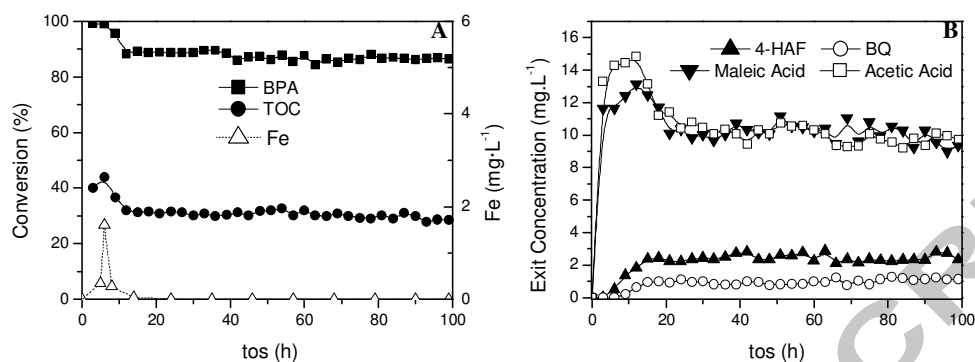 A
BPA
TOC
Fe
Conversion (%)
100
80
60
40
20
0
6
4
2
0
Fe (mg·L⁻¹)
0 20 40 60 80 100
tos (h)
B
4-HAF BQ
Maleic Acid Acetic Acid
Exit Concentration (mg.L⁻¹)
16
14
12
10
8
6
4
2
0
0 20 40 60 80 100
tos (h)